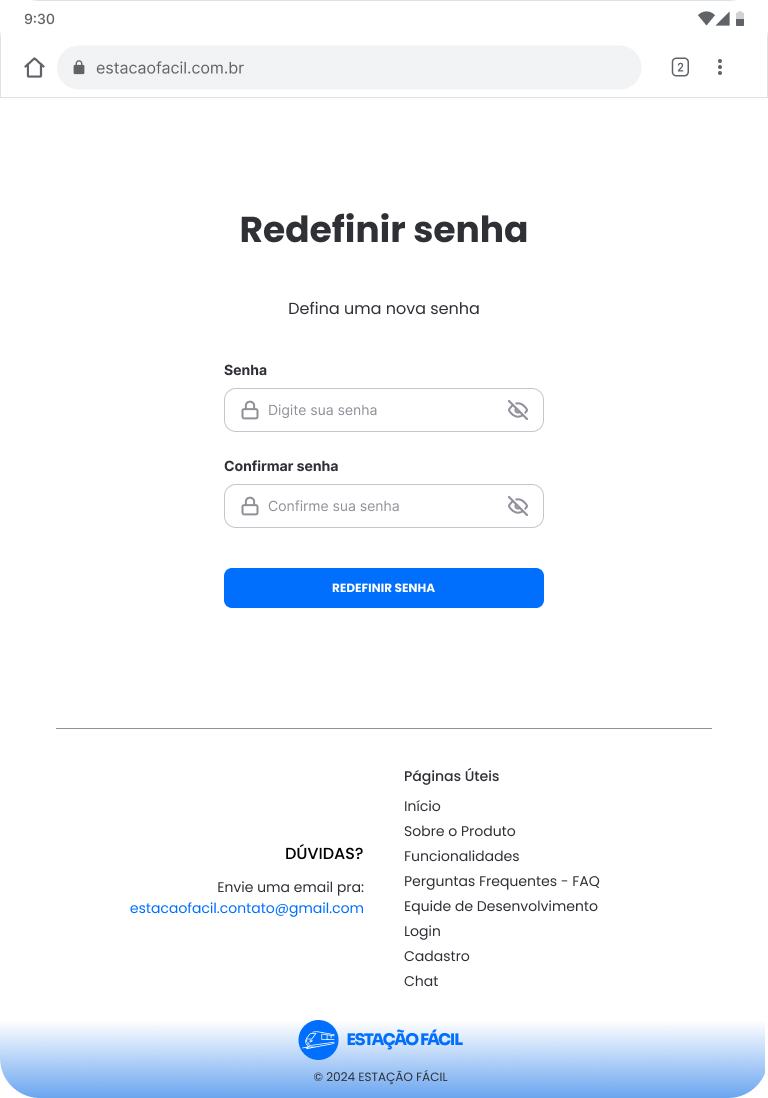 9:30
estacaofacil.com.br
2
Redefinir senha
Defina uma nova senha
Senha
Digite sua senha
Confirmar senha
Confirme sua senha
REDEFINIR SENHA
DÚVIDAS?
Envie uma email pra:
estacaofacil.contato@gmail.com
Páginas Úteis
Início
Sobre o Produto
Funcionalidades
Perguntas Frequentes - FAQ
Equide de Desenvolvimento
Login
Cadastro
Chat
ESTAÇÃO FÁCIL
© 2024 ESTAÇÃO FÁCIL